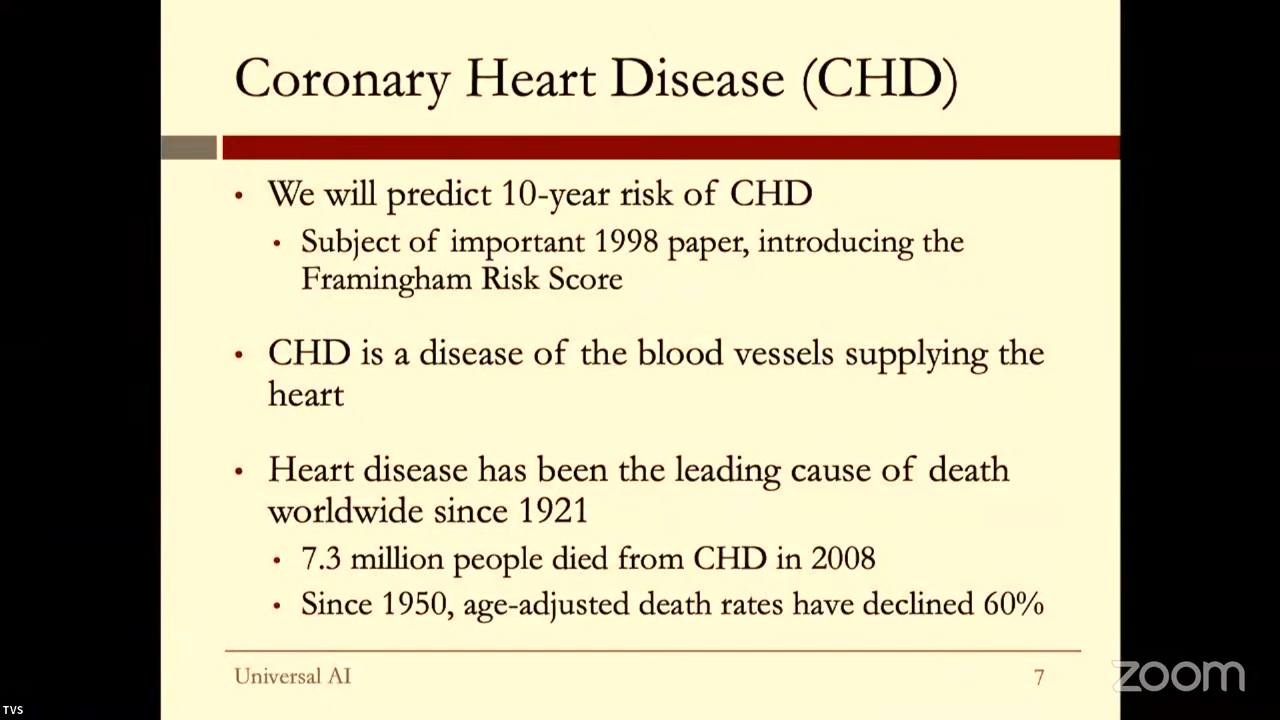 Coronary Heart Disease (CHD)
• We will predict 10-year risk of CHD
• Subject of important 1998 paper, introducing the
Framingham Risk Score
• CHD is a disease of the blood vessels supplying the
heart
• Heart disease has been the leading cause of death
worldwide since 1921
• 7.3 million people died from CHD in 2008
• Since 1950, age-adjusted death rates have declined 60%
Universal AI
7
zoom
TVS